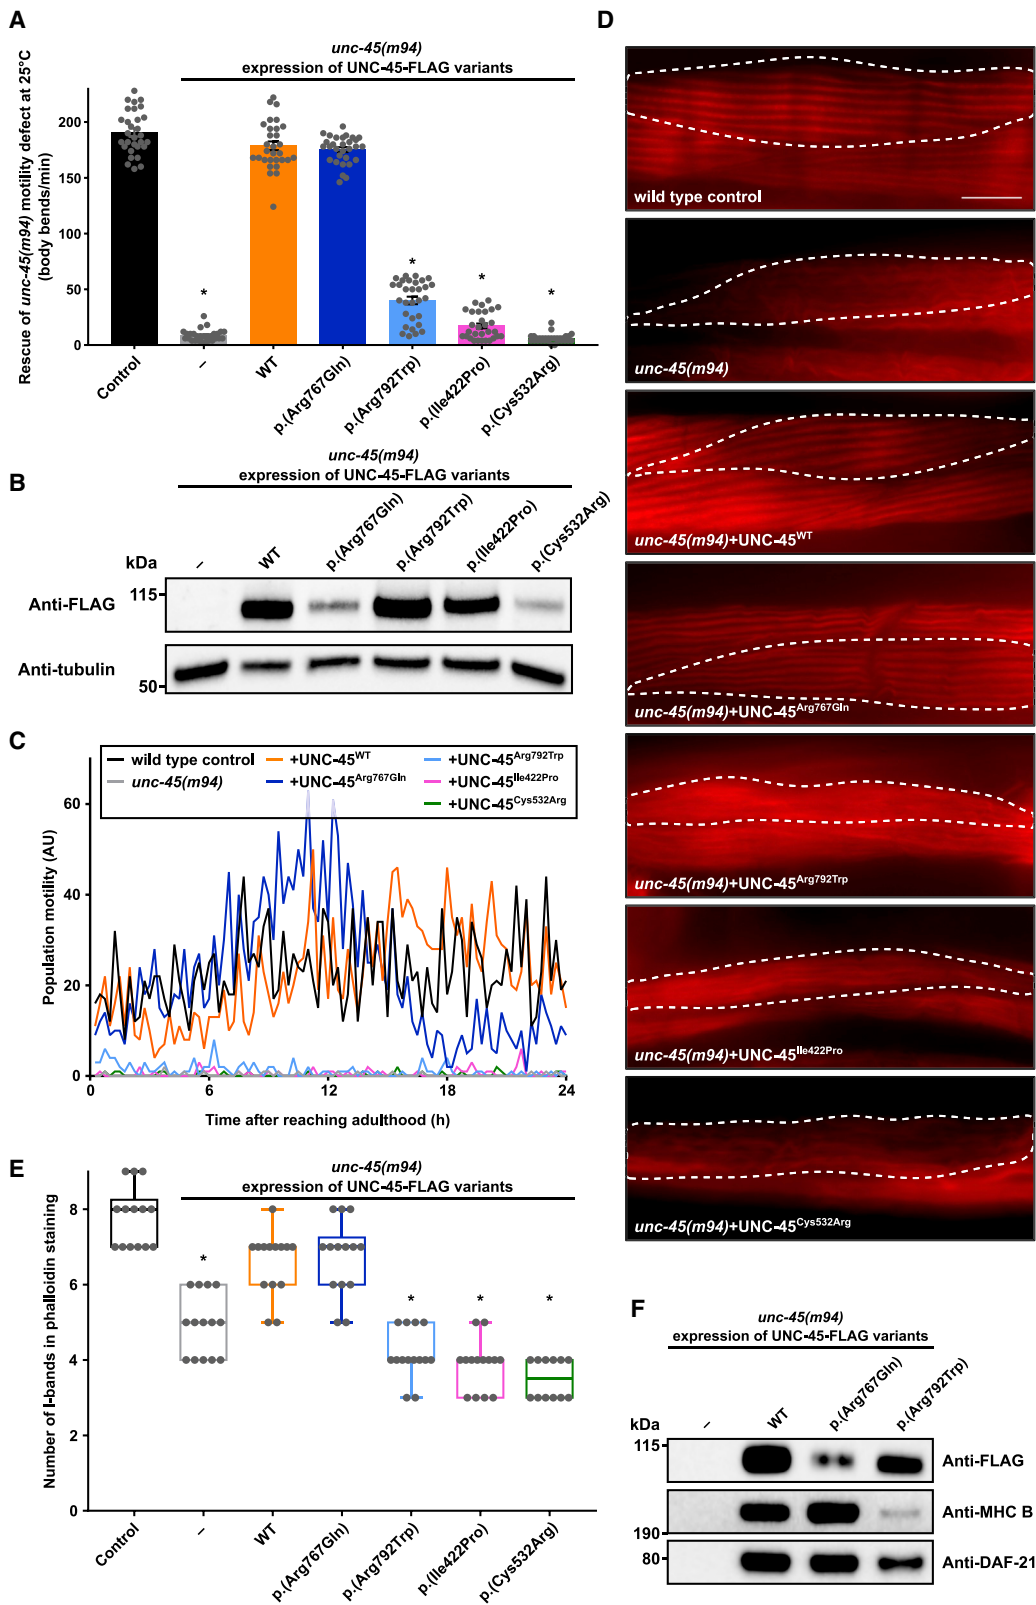 A
unc-45(m94)
expression of UNC-45-FLAG variants
Rescue of unc-45(m94) motility defect at 25°C
(body bends/min)
200
150
100
50
0
*
*
*
*
Control
–
WT
p.(Arg767Gln)
p.(Arg792Trp)
p.(Ile422Pro)
p.(Cys532Arg)
B
unc-45(m94)
expression of UNC-45-FLAG variants
kDa
–
WT
p.(Arg767Gln)
p.(Arg792Trp)
p.(Ile422Pro)
p.(Cys532Arg)
Anti-FLAG
115
Anti-tubulin
50
C
wild type control
unc-45(m94)
+UNC-45WT
+UNC-45Arg767Gln
+UNC-45Arg792Trp
+UNC-45Ile422Pro
+UNC-45Cys532Arg
Population motility (AU)
60
40
20
0
0
6
12
18
24
Time after reaching adulthood (h)
D
wild type control
unc-45(m94)
unc-45(m94)+UNC-45WT
unc-45(m94)+UNC-45Arg767Gln
unc-45(m94)+UNC-45Arg792Trp
unc-45(m94)+UNC-45Ile422Pro
unc-45(m94)+UNC-45Cys532Arg
E
unc-45(m94)
expression of UNC-45-FLAG variants
Number of I-bands in phalloidin staining
8
6
4
2
0
*
*
*
*
Control
–
WT
p.(Arg767Gln)
p.(Arg792Trp)
p.(Ile422Pro)
p.(Cys532Arg)
F
unc-45(m94)
expression of UNC-45-FLAG variants
kDa
–
WT
p.(Arg767Gln)
p.(Arg792Trp)
115
Anti-FLAG
Anti-MHC B
190
80
Anti-DAF-21